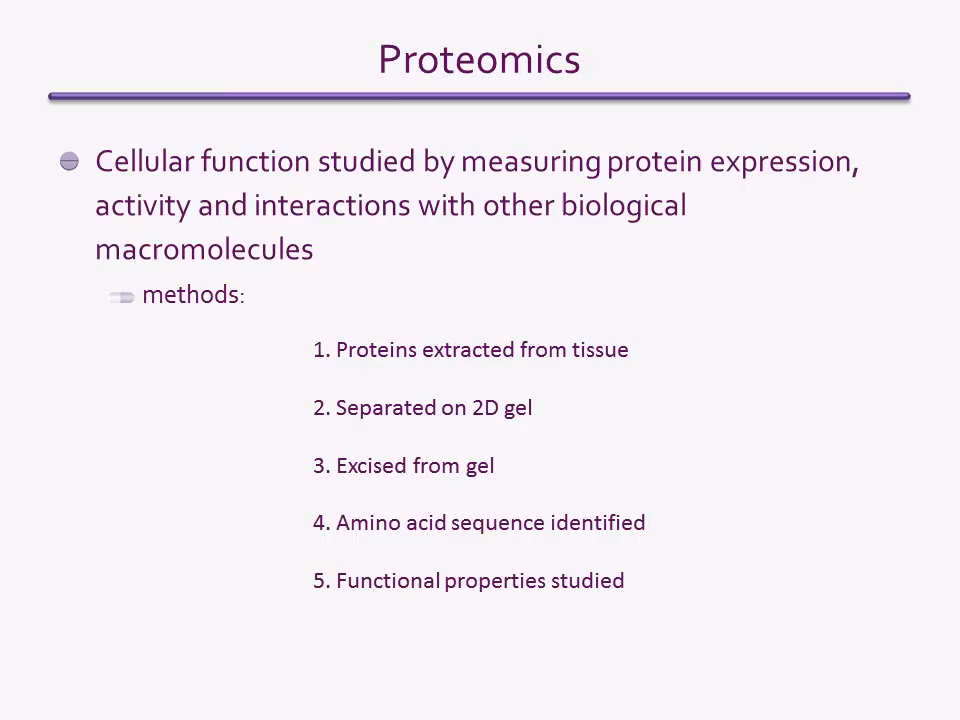 Proteomics
Cellular function studied by measuring protein expression,
activity and interactions with other biological
macromolecules
methods:
1. Proteins extracted from tissue
2. Separated on 2D gel
3. Excised from gel
4. Amino acid sequence identified
5. Functional properties studied